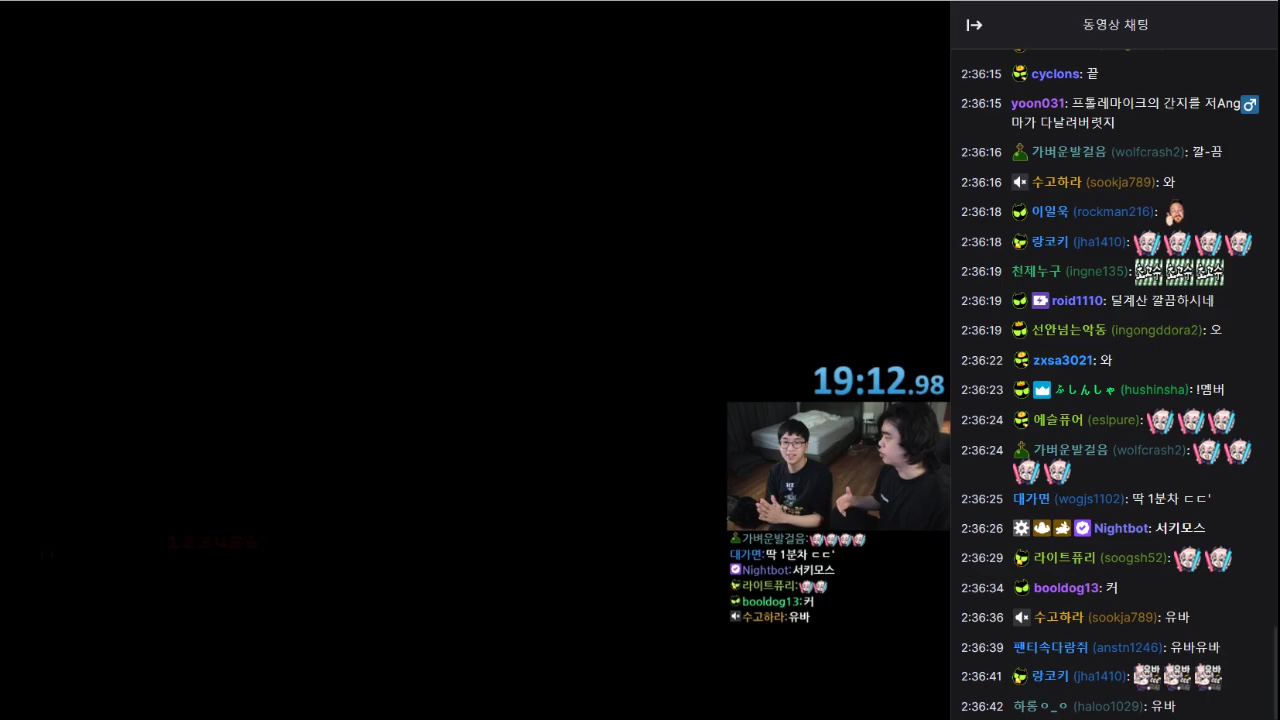 동영상 채팅
2:36:15 cyclons: 끝
2:36:15 yoon031: 프톨레마이크의 간지를 저Ang
마가 다날려버렷지
2:36:16 가벼운발걸음 (wolfcrash2): 깔-끔
2:36:16 수고하라 (sookja789): 와
2:36:18 이일욱 (rockman216):
2:36:18 랑코키 (jha1410):
2:36:19 천제누구 (ingne135):
2:36:19 roid1110: 딜계산 깔끔하시네
2:36:19 선안넘는악동 (ingongddora2): 오
2:36:22 zxsa3021: 와
2:36:23 ふしんしゃ (hushinsha): !멤버
2:36:24 에슬퓨어 (eslpure):
2:36:24 가벼운발걸음 (wolfcrash2):
2:36:25 대가면 (wogjs1102): 딱 1분차 ㄷㄷ'
2:36:26 Nightbot: 서키모스
2:36:29 라이트퓨리 (soogsh52):
2:36:34 booldog13: 커
2:36:36 수고하라 (sookja789): 유바
2:36:39 팬티속다람쥐 (anstn1246): 유바유바
2:36:41 랑코키 (jha1410): 유바 유바 유바
2:36:42 하롱ㅇ_ㅇ (haloo1029): 유바
19:12.98
가벼운발걸음:
대가면: 딱 1분차 ㄷㄷ'
Nightbot: 서키모스
라이트퓨리:
booldog13: 커
수고하라: 유바